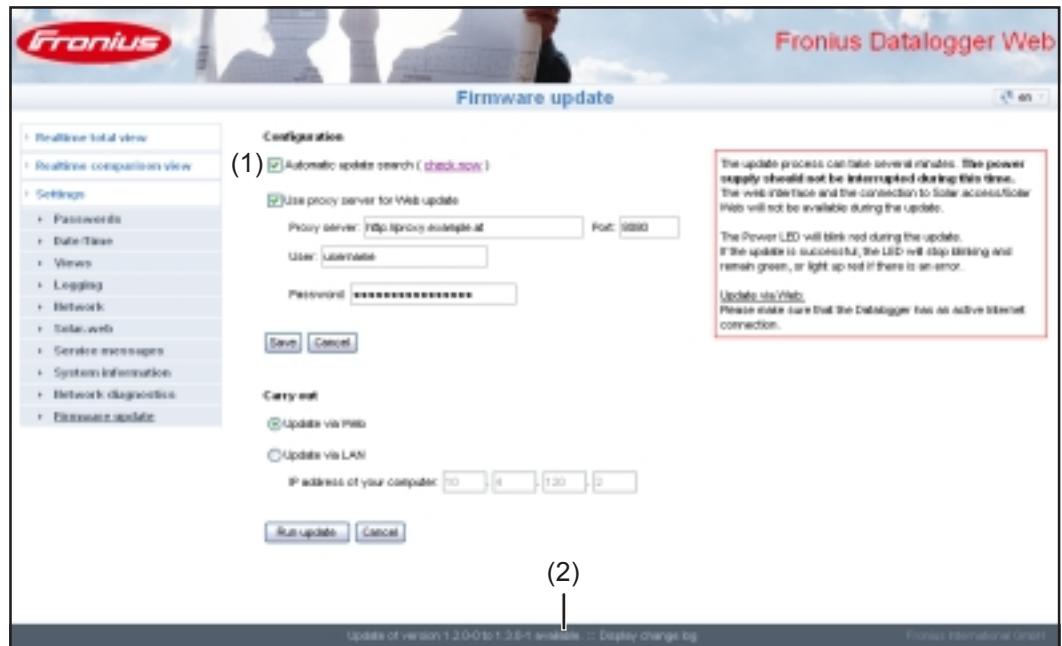 Fronius
Fronius Datalogger Web
Firmware update
en
Realtime total view
Realtime comparison view
Settings
Passwords
Date/Time
Views
Logging
Network
Solar.web
Service messages
System information
Network diagnostics
Firmware update
Configuration
(1)
Automatic update search ( check now )
Use proxy server for Web update
Proxy server: http://proxy.example.at Port: 8080
User: username
Password: ****************
Save Cancel
Carry out
Update via Web
Update via LAN
IP address of your computer: 10 . 4 . 120 . 2
Run update Cancel
The update process can take several minutes. The power
supply should not be interrupted during this time.
The web interface and the connection to Solar.access/Solar.
Web will not be available during the update.
The Power LED will blink red during the update.
If the update is successful, the LED will stop blinking and
remain green, or light up red if there is an error.
Update via Web:
Please make sure that the Datalogger has an active Internet
connection.
(2)
Update of version 1.2.0-0 to 1.3.8-1 available. :: Display change log
Fronius International GmbH